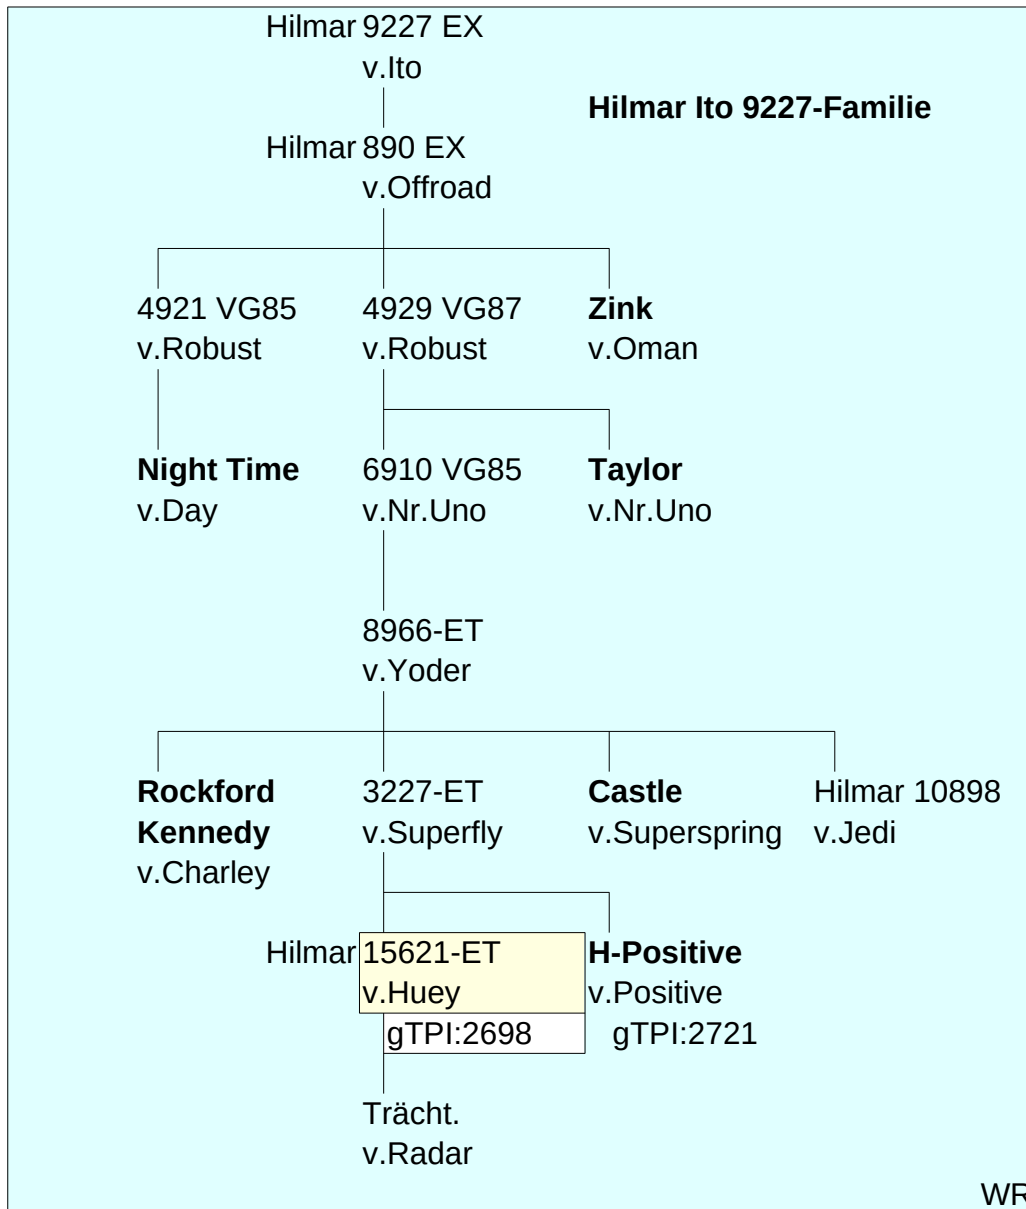 Hilmar 9227 EX
v.Ito
Hilmar Ito 9227-Familie
Hilmar 890 EX
v.Offroad
4921 VG85 4929 VG87 Zink
v.Robust v.Robust v.Oman
Night Time 6910 VG85 Taylor
v.Day v.Nr.Uno v.Nr.Uno
8966-ET
v.Yoder
Rockford 3227-ET Castle Hilmar 10898
Kennedy v.Superfly v.Superspring v.Jedi
v.Charley
Hilmar 15621-ET H-Positive
v.Huey v.Positive
gTPI:2698 gTPI:2721
Trächt.
v.Radar
WR